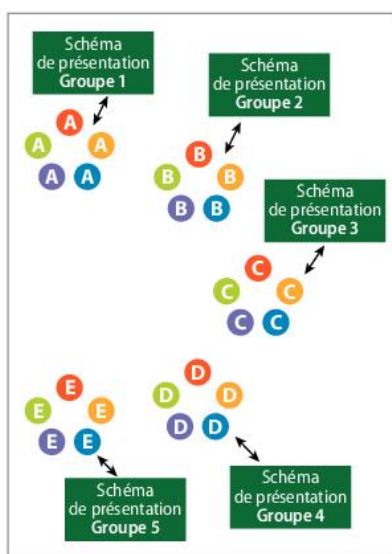 Schéma
de présentation
Groupe 1
A
A
A
A
A
Schéma
de présentation
Groupe 2
B
B
B
B
B
Schéma
de présentation
Groupe 3
C
C
C
C
C
E
E
E
E
E
D
D
D
D
D
Schéma
de présentation
Groupe 5
Schéma
de présentation
Groupe 4